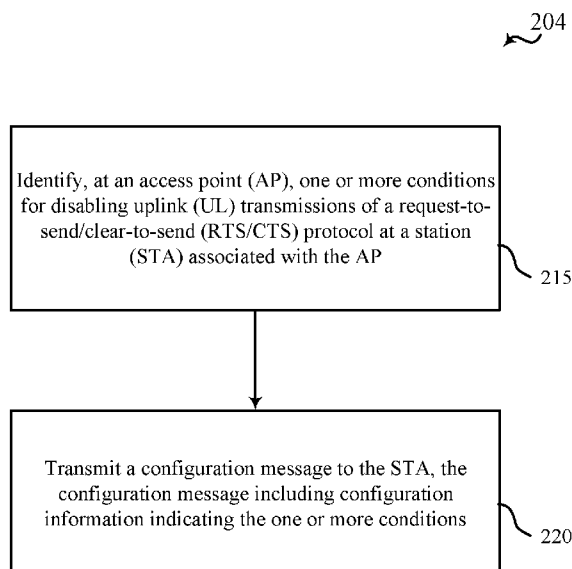 204
Identify, at an access point (AP), one or more conditions
for disabling uplink (UL) transmissions of a request-to-
send/clear-to-send (RTS/CTS) protocol at a station
(STA) associated with the AP
215
Transmit a configuration message to the STA, the
configuration message including configuration
information indicating the one or more conditions
220